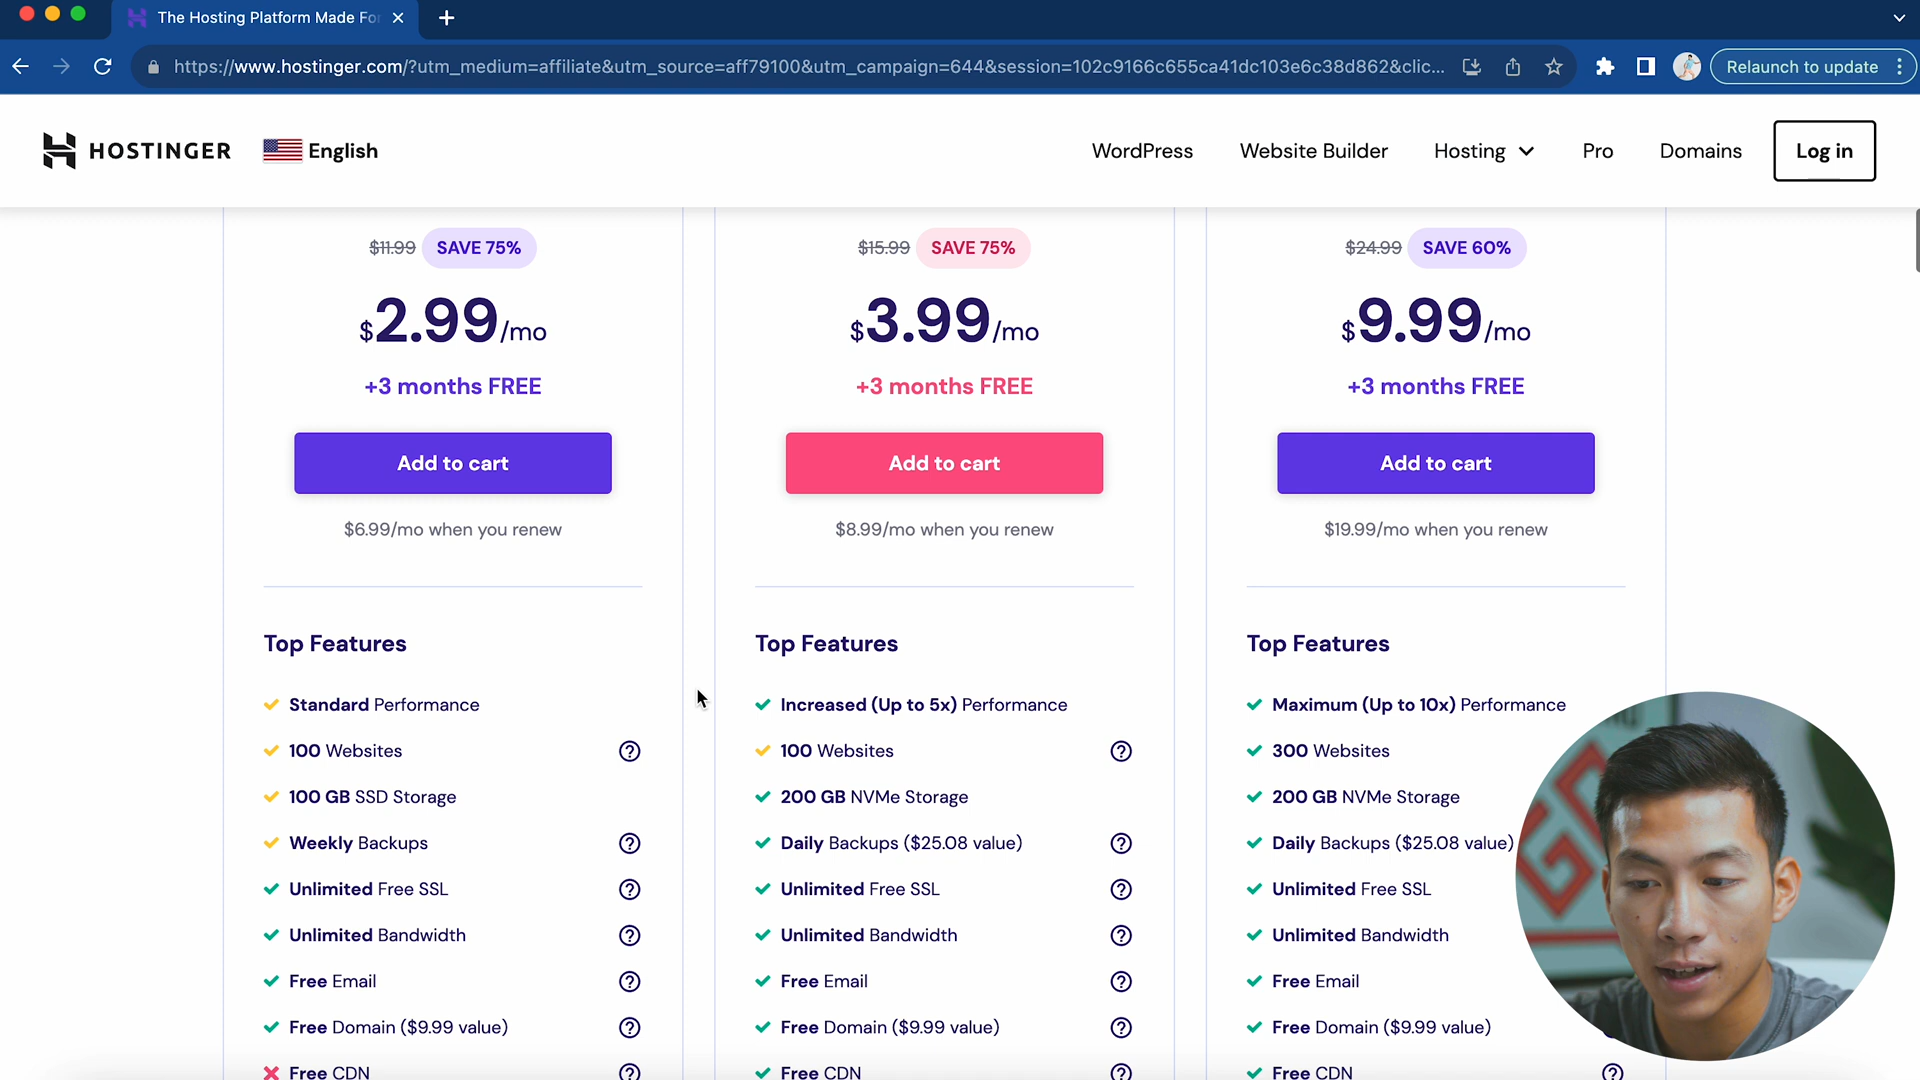 The Hosting Platform Made For
https://www.hostinger.com/?utm_medium=affiliate&utm_source=aff79100&utm_campaign=644&session=102c9166c655ca41dc103e6c38d862&clic...
Relaunch to update
HOSTINGER
English
WordPress
Website Builder
Hosting
Pro
Domains
Log in
$11.99 SAVE 75%
$2.99/mo
+3 months FREE
Add to cart
$6.99/mo when you renew
Top Features
Standard Performance
100 Websites
100 GB SSD Storage
Weekly Backups
Unlimited Free SSL
Unlimited Bandwidth
Free Email
Free Domain ($9.99 value)
Free CDN
$15.99 SAVE 75%
$3.99/mo
+3 months FREE
Add to cart
$8.99/mo when you renew
Top Features
Increased (Up to 5x) Performance
100 Websites
200 GB NVMe Storage
Daily Backups ($25.08 value)
Unlimited Free SSL
Unlimited Bandwidth
Free Email
Free Domain ($9.99 value)
Free CDN
$24.99 SAVE 60%
$9.99/mo
+3 months FREE
Add to cart
$19.99/mo when you renew
Top Features
Maximum (Up to 10x) Performance
300 Websites
200 GB NVMe Storage
Daily Backups ($25.08 value)
Unlimited Free SSL
Unlimited Bandwidth
Free Email
Free Domain ($9.99 value)
Free CDN